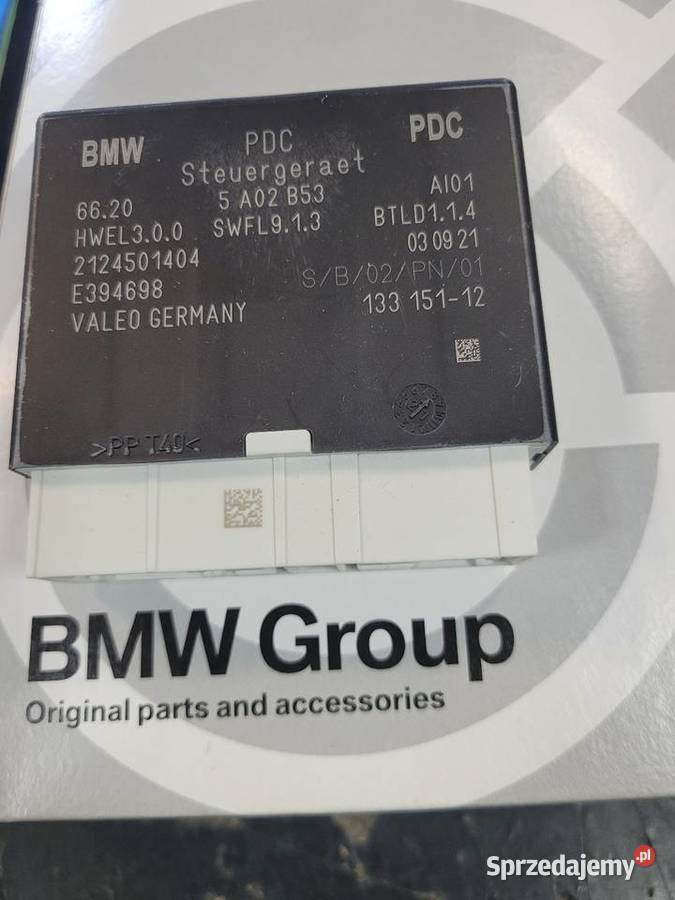 BMW PDC PDC
Steuergeraet
66.20 5 A02 B53 AI01
HWEL3.0.0 SWFL9.1.3 BTLD1.1.4
2124501404 03 09 21
E394698 S/B/02/PN/01
VALEO GERMANY 133 151-12
>PP T40<
BMW Group
Original parts and accessories
Sprzedajemy.pl